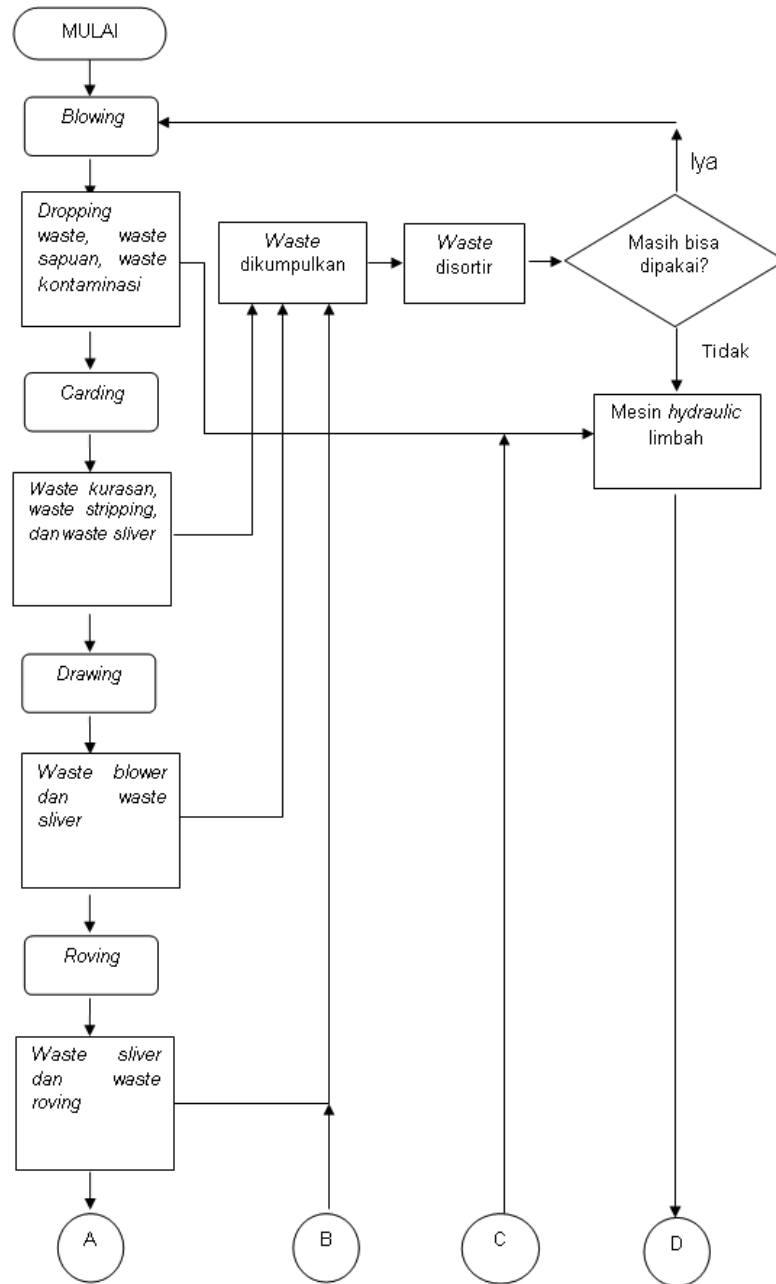 MULAI
Blowing
Iya
Dropping
waste, waste
sapuan, waste
kontaminasi
Waste
dikumpulkan
Waste
disortir
Masih bisa
dipakai?
Tidak
Carding
Mesin hydraulic
limbah
Waste kurasan,
waste stripping,
dan waste sliver
Drawing
Waste blower
dan waste
sliver
Roving
Waste sliver
dan waste
roving
A
B
C
D